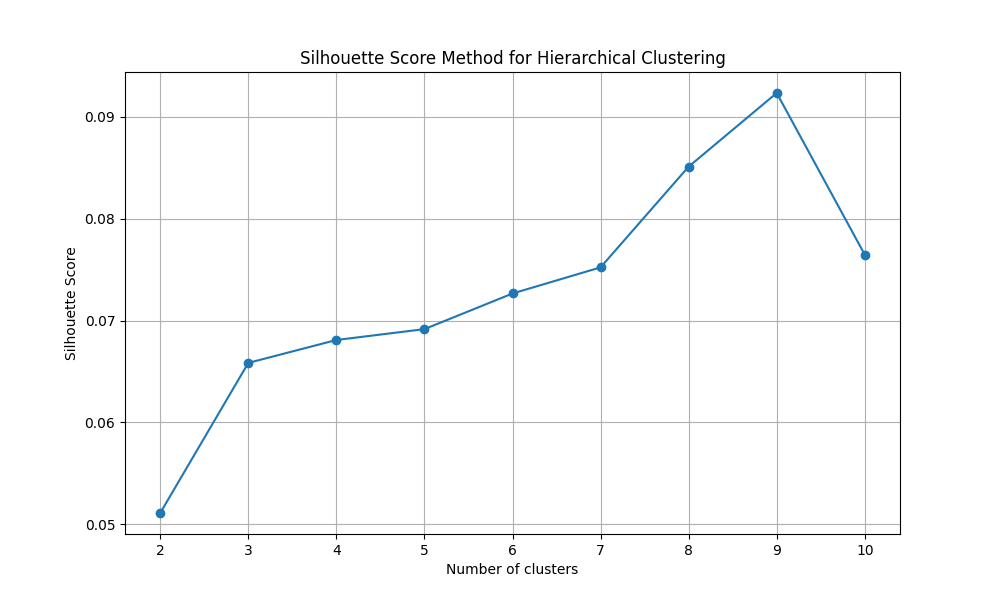 Silhouette Score Method for Hierarchical Clustering
0.09
0.08
0.07
0.06
0.05
Silhouette Score
2 3 4 5 6 7 8 9 10
Number of clusters